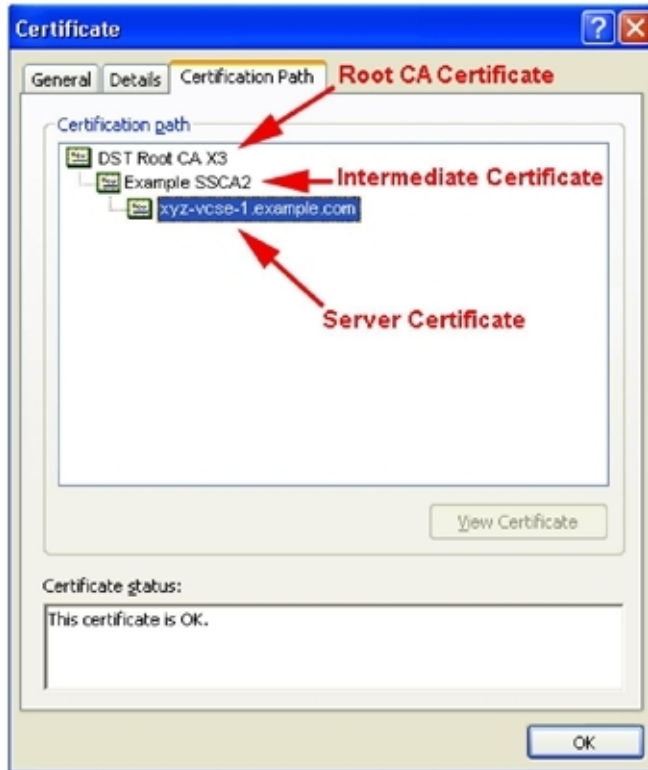 Certificate
General Details Certification Path Root CA Certificate
Certification path
DST Root CA X3
Example SSCA2 Intermediate Certificate
xyz-vcse-1.example.com
Server Certificate
View Certificate
Certificate status:
This certificate is OK.
OK